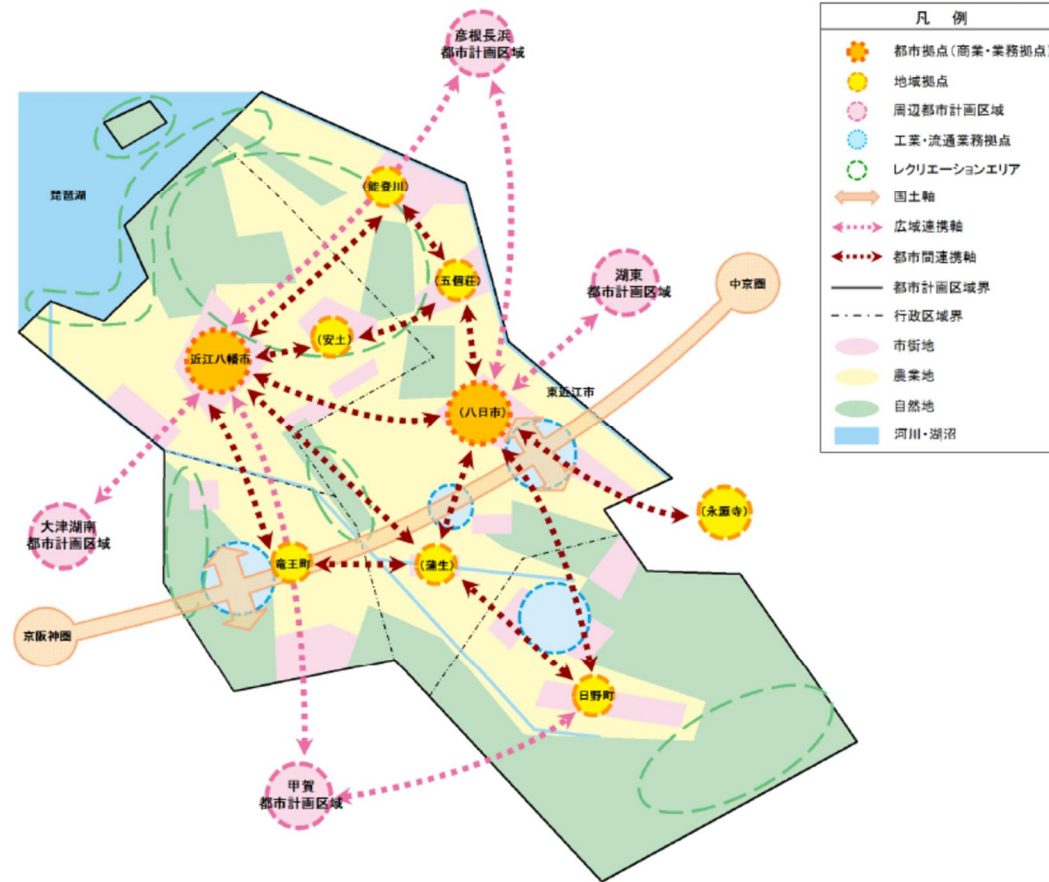 彦根長浜
都市計画区域
琵琶湖
(能登川)
(五個荘)
湖東
都市計画区域
中京圏
(安土)
近江八幡市
東近江市
(八日市)
大津湖南
都市計画区域
(永源寺)
竜王町
(蒲生)
京阪神圏
日野町
甲賀
都市計画区域
凡 例
都市拠点(商業・業務拠点)
地域拠点
周辺都市計画区域
工業・流通業務拠点
レクリエーションエリア
国土軸
広域連携軸
都市間連携軸
都市計画区域界
行政区域界
市街地
農業地
自然地
河川・湖沼